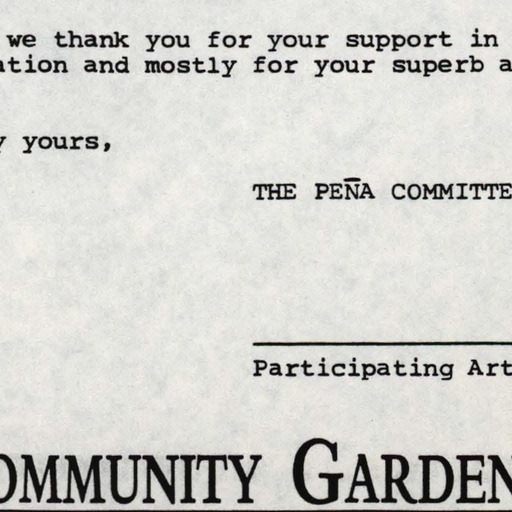 we thank you for your support in
ation and mostly for your superb a
y yours,
THE PEÑA COMMITTE
Participating Art
OMMUNITY GARDEN